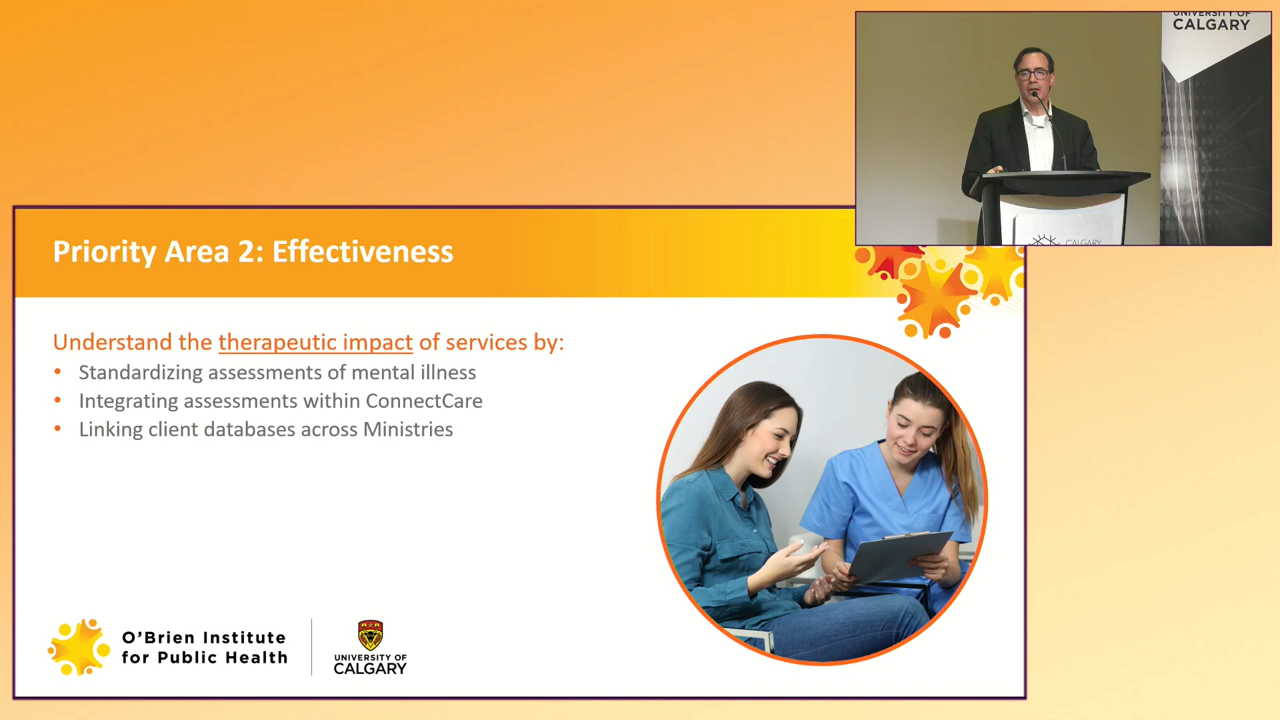 UNIVERSITY OF
CALGARY
CALGARY
Priority Area 2: Effectiveness
Understand the therapeutic impact of services by:
• Standardizing assessments of mental illness
• Integrating assessments within ConnectCare
• Linking client databases across Ministries
O'Brien Institute
for Public Health
UNIVERSITY OF
CALGARY